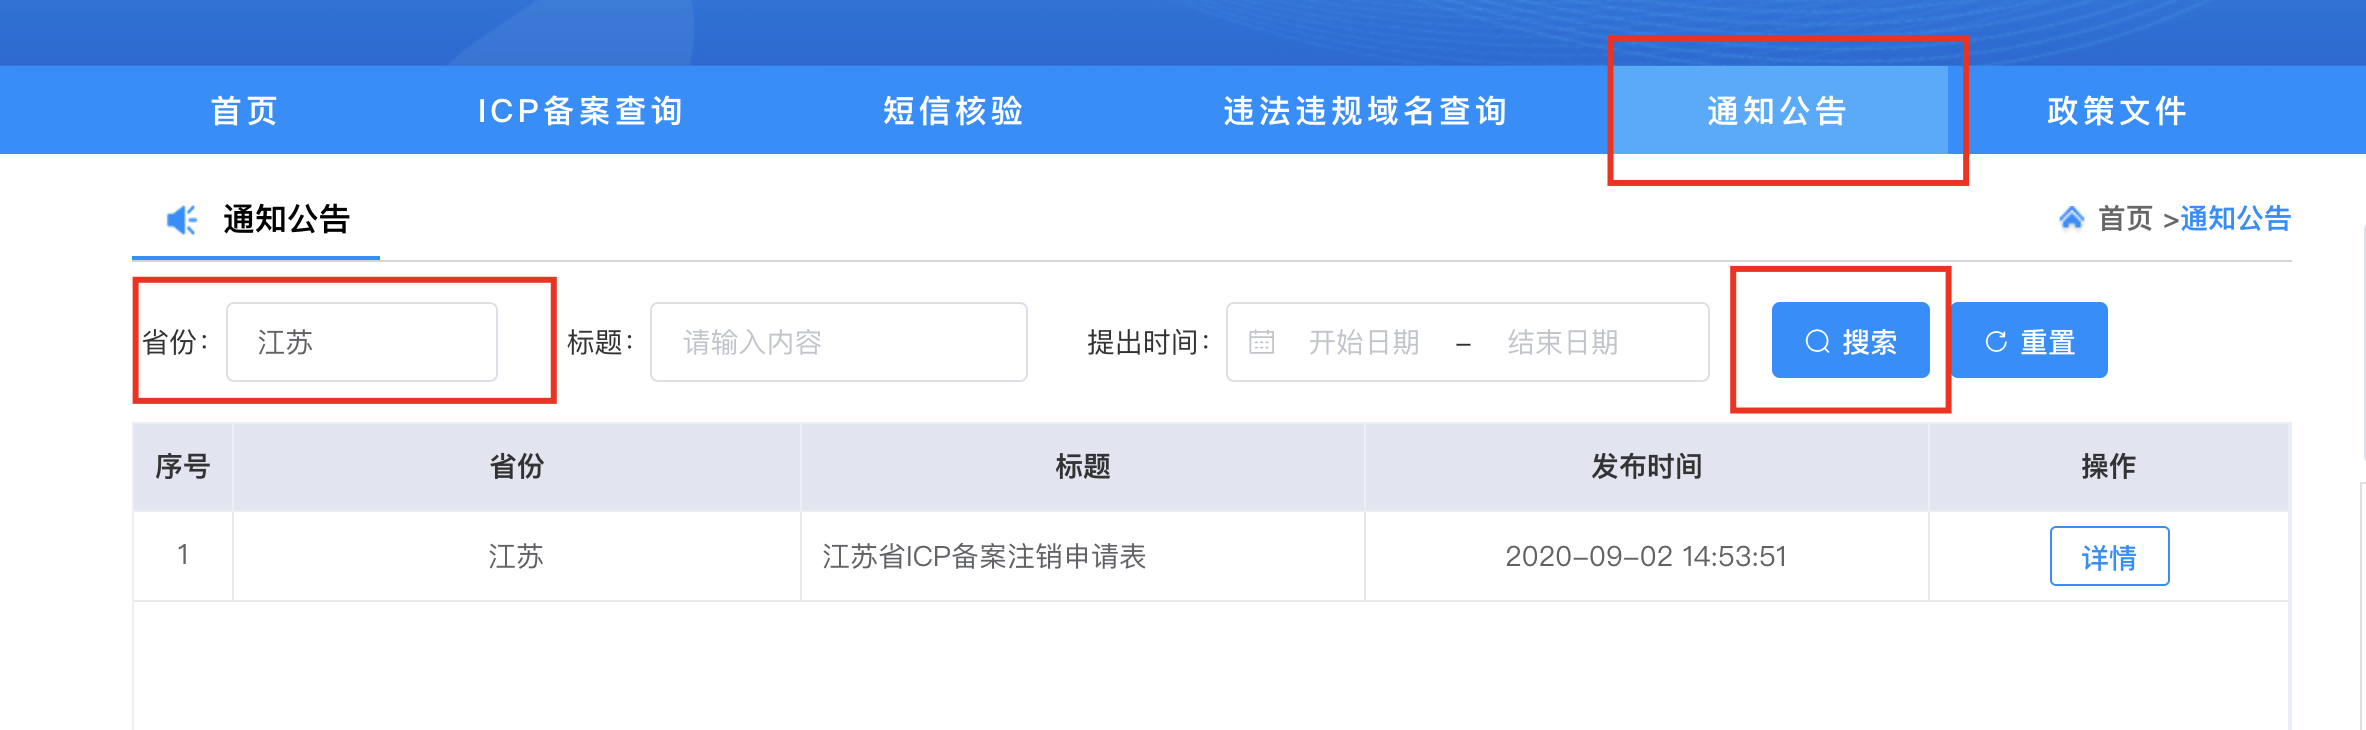 首页 ICP备案查询 短信核验 违法违规域名查询 通知公告 政策文件
通知公告 首页 >通知公告
省份： 江苏 标题： 请输入内容 提出时间： 开始日期 – 结束日期 搜索 重置
序号 省份 标题 发布时间 操作
1 江苏 江苏省ICP备案注销申请表 2020-09-02 14:53:51 详情